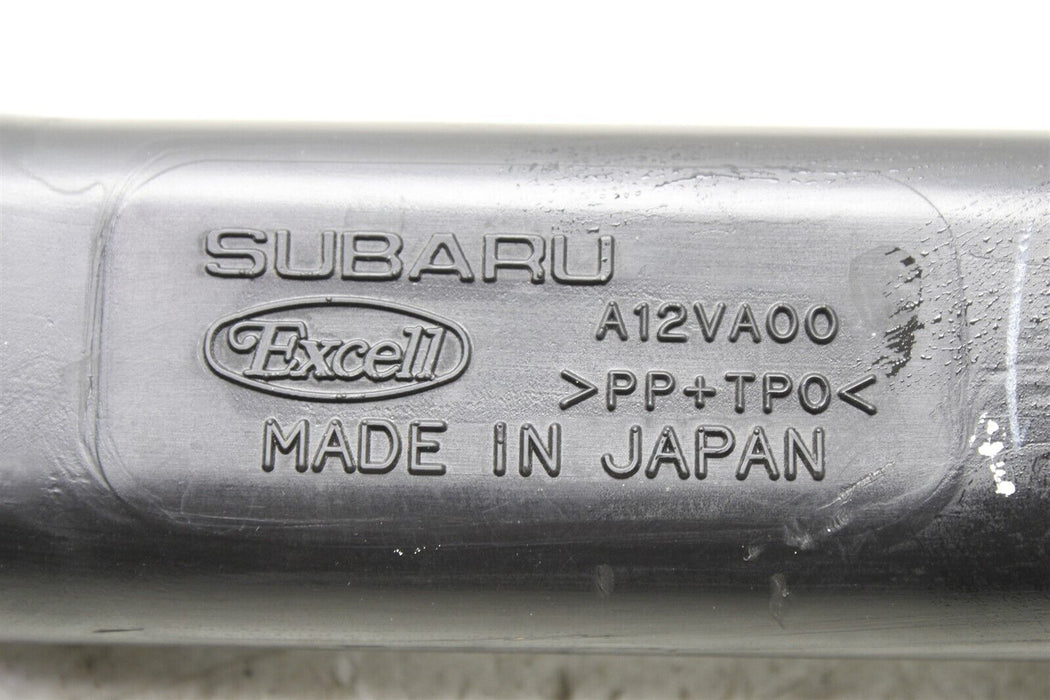 SUBARU
Excell
A12VA00
>PP+TPO<
MADE IN JAPAN